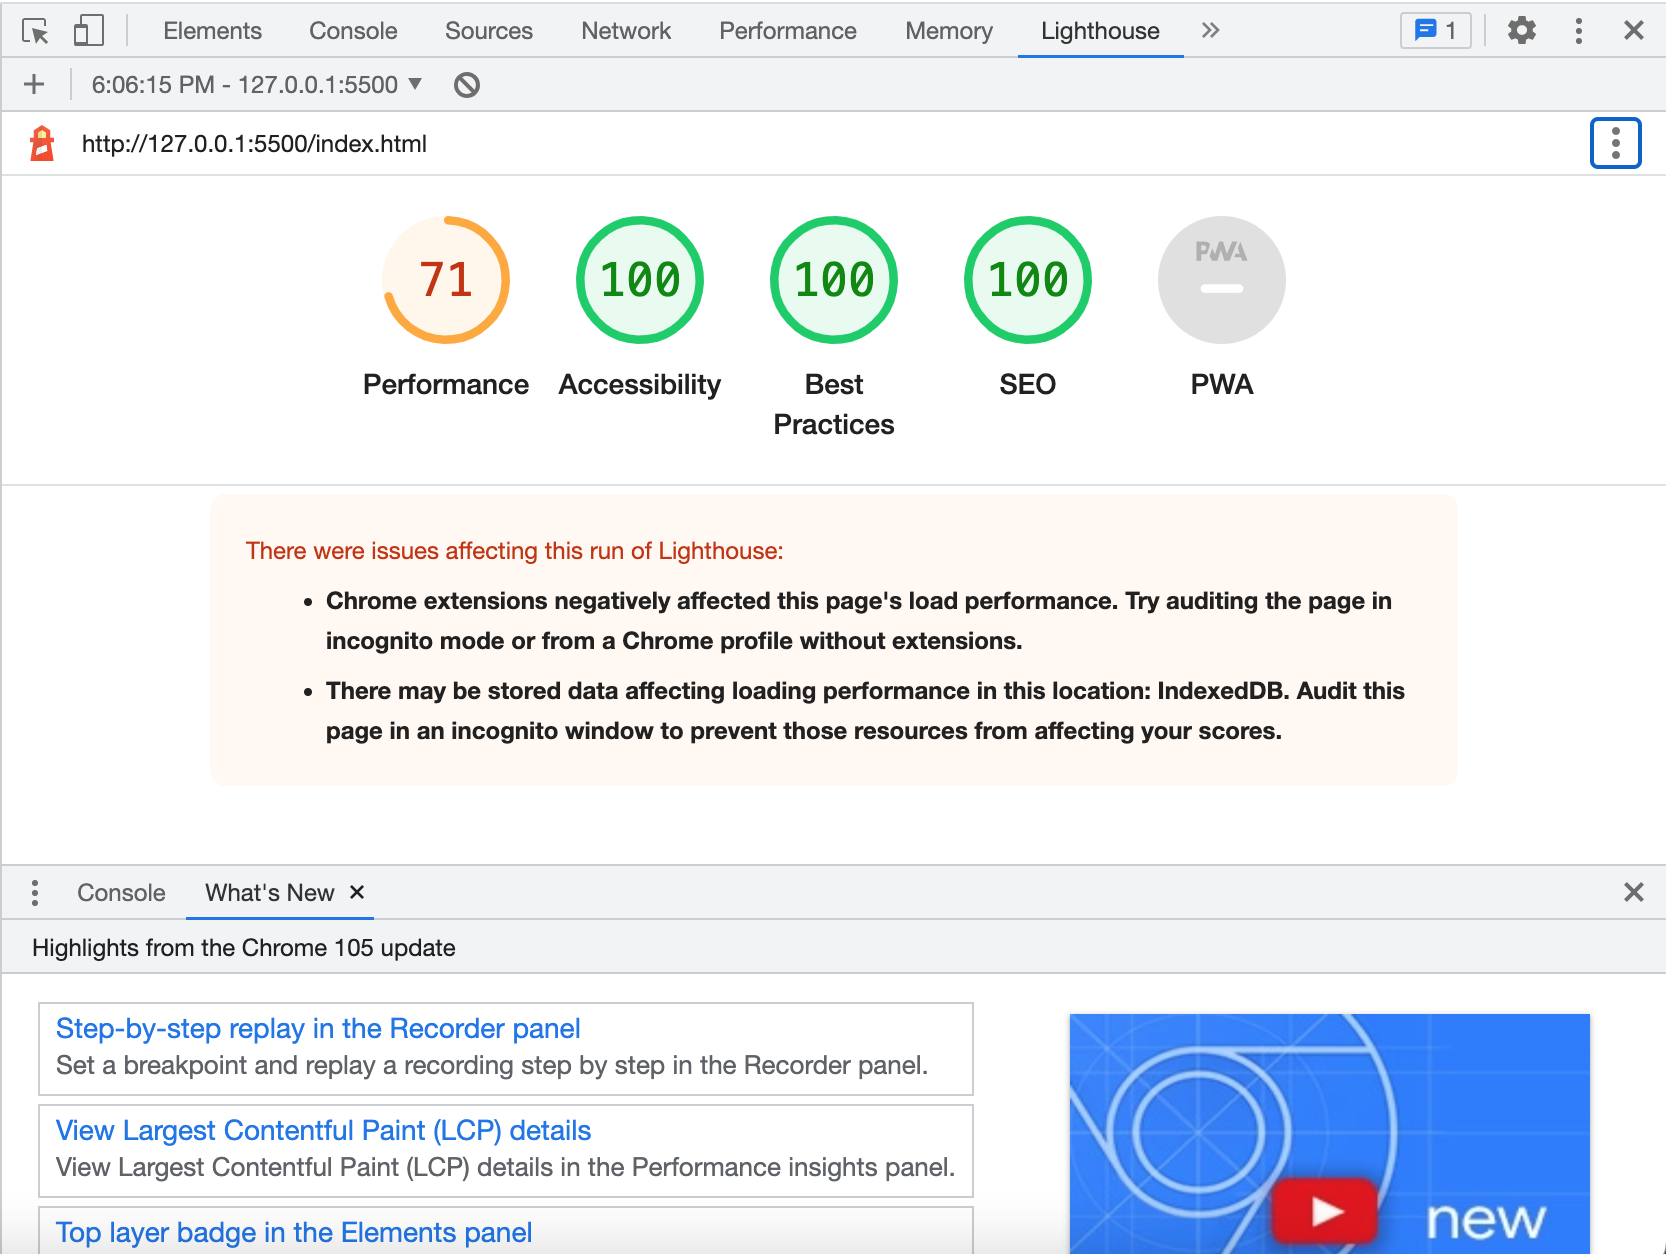 Elements Console Sources Network Performance Memory Lighthouse 1
6:06:15 PM - 127.0.0.1:5500
http://127.0.0.1:5500/index.html
71 100 100 100 PWA
Performance Accessibility Best Practices SEO PWA
There were issues affecting this run of Lighthouse:
• Chrome extensions negatively affected this page's load performance. Try auditing the page in
incognito mode or from a Chrome profile without extensions.
• There may be stored data affecting loading performance in this location: IndexedDB. Audit this
page in an incognito window to prevent those resources from affecting your scores.
Console What's New
Highlights from the Chrome 105 update
Step-by-step replay in the Recorder panel
Set a breakpoint and replay a recording step by step in the Recorder panel.
View Largest Contentful Paint (LCP) details
View Largest Contentful Paint (LCP) details in the Performance insights panel.
Top layer badge in the Elements panel
new